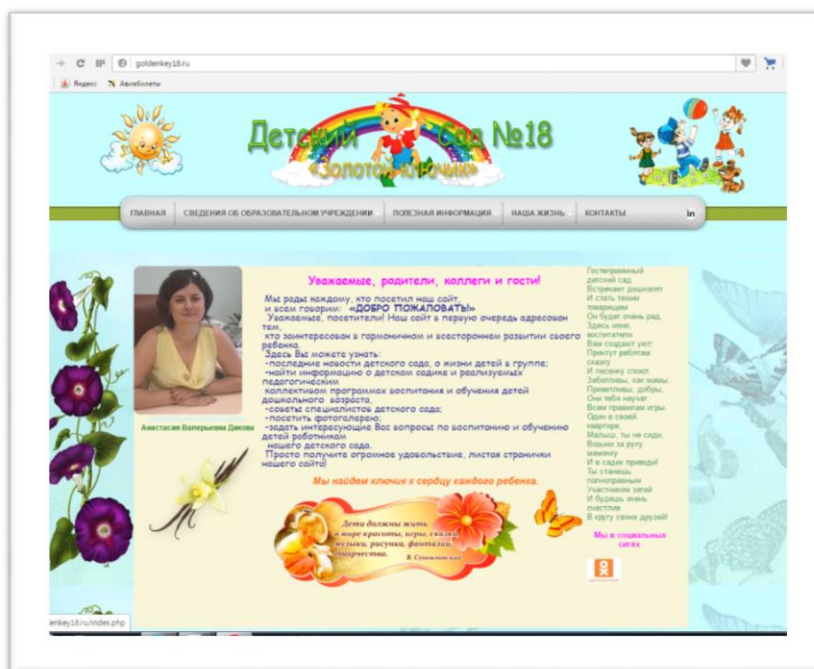 goldenkey18.ru
Яндекс
Авиабилеты
Детский Сад №18
«Золотой ключик»
ГЛАВНАЯ
СВЕДЕНИЯ ОБ ОБРАЗОВАТЕЛЬНОМ УЧРЕЖДЕНИИ
ПОЛЕЗНАЯ ИНФОРМАЦИЯ
НАША ЖИЗНЬ
КОНТАКТЫ
in
Анастасия Валерьевна Дикова
Уважаемые, родители, коллеги и гости!
Мы рады каждому, кто посетил наш сайт,
и всем говорим: «ДОБРО ПОЖАЛОВАТЬ!»
Уважаемые, посетители! Наш сайт в первую очередь адресован
тем,
кто заинтересован в гармоничном и всестороннем развитии своего
ребенка.
Здесь Вы можете узнать:
-последние новости детского сада, о жизни детей в группе;
-найти информацию о детском садике и реализуемых
педагогическим
коллективом программах воспитания и обучения детей
дошкольного возраста,
-советы специалистов детского сада;
-посетить фотогалерею;
-задать интересующие Вас вопросы по воспитанию и обучению
детей работникам
нашего детского сада.
Просто получите огромное удовольствие, листая странички
нашего сайта!
Мы найдем ключик к сердцу каждого ребенка.
Дети должны жить
в мире красоты, игры, сказки,
музыки, рисунка, фантазии,
творчества.
В. Сухомлинский
Гостеприимный
детский сад
Встречает дошколят
И стать твоим
товарищем
Он будет очень рад.
Здесь няни,
воспитатели
Вам создают уют:
Прочтут ребятам
сказку
И песенку споют.
Заботливы, как мамы,
Приветливы, добры,
Они тебя научат
Всем правилам игры.
Один в своей
квартире,
Малыш, ты не сиди,
Возьми за руку
мамочку
И в садик приводи!
Ты станешь
полноправным
Участником затей
И будешь очень
счастлив
В кругу своих друзей!
Мы в социальных
сетях
enkey18.ru/index.php